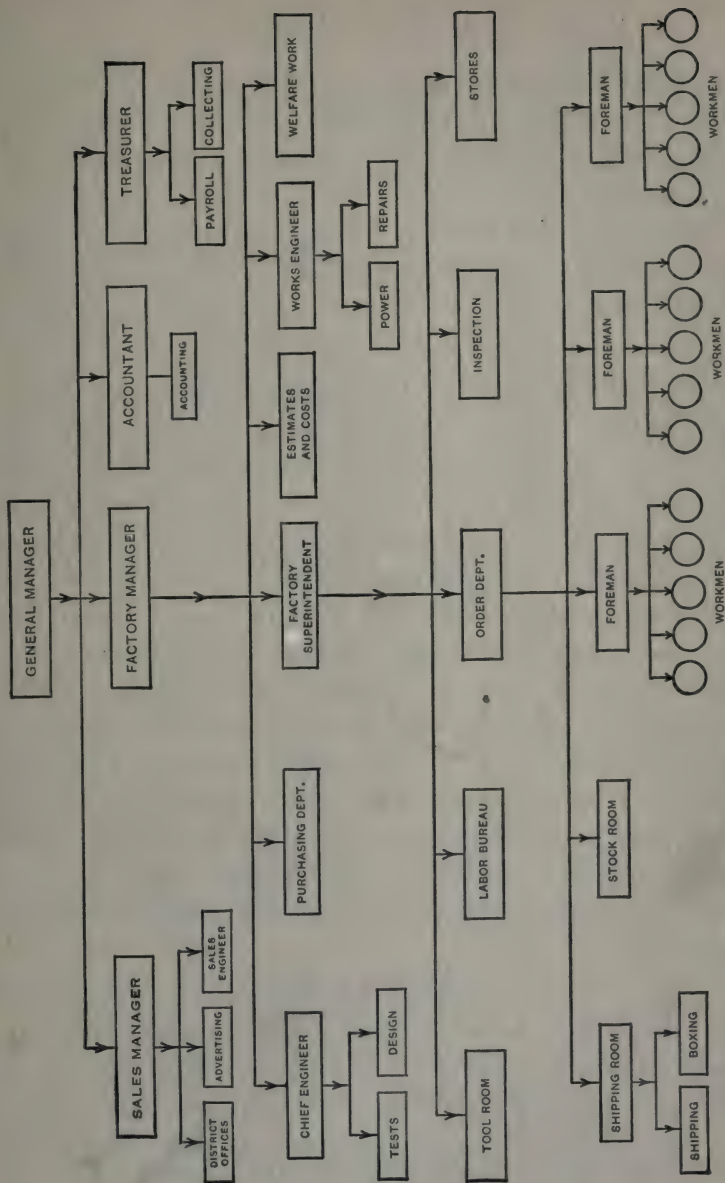 GENERAL MANAGER
SALES MANAGER
FACTORY MANAGER
ACCOUNTANT
TREASURER
DISTRICT
OFFICES
ADVERTISING
SALES
ENGINEER
ACCOUNTING
PAYROLL
COLLECTING
CHIEF ENGINEER
PURCHASING DEPT.
FACTORY
SUPERINTENDENT
ESTIMATES
AND COSTS
WORKS ENGINEER
WELFARE WORK
TESTS
DESIGN
POWER
REPAIRS
TOOL ROOM
LABOR BUREAU
ORDER DEPT.
INSPECTION
STORES
SHIPPING ROOM
STOCK ROOM
FOREMAN
FOREMAN
FOREMAN
SHIPPING
BOXING
WORKMEN
WORKMEN
WORKMEN